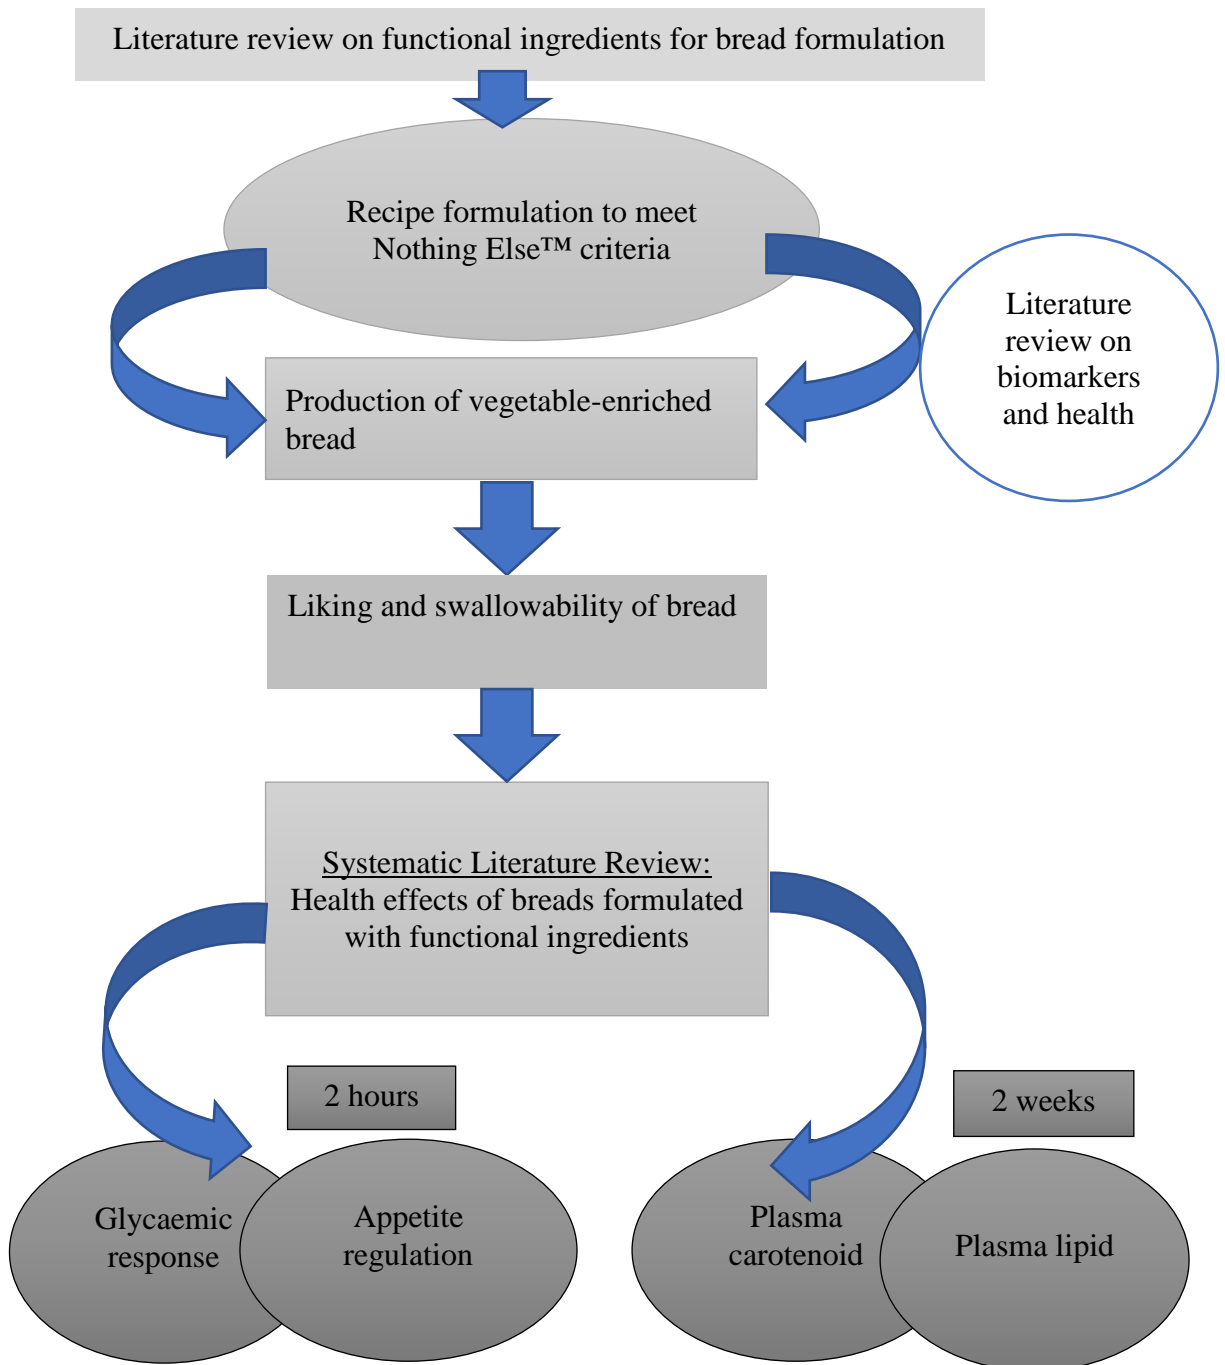 Literature review on functional ingredients for bread formulation
Recipe formulation to meet
Nothing Else™ criteria
Literature
review on
biomarkers
and health
Production of vegetable-enriched
bread
Liking and swallowability of bread
Systematic Literature Review:
Health effects of breads formulated
with functional ingredients
2 hours
2 weeks
Glycaemic
response
Appetite
regulation
Plasma
carotenoid
Plasma lipid